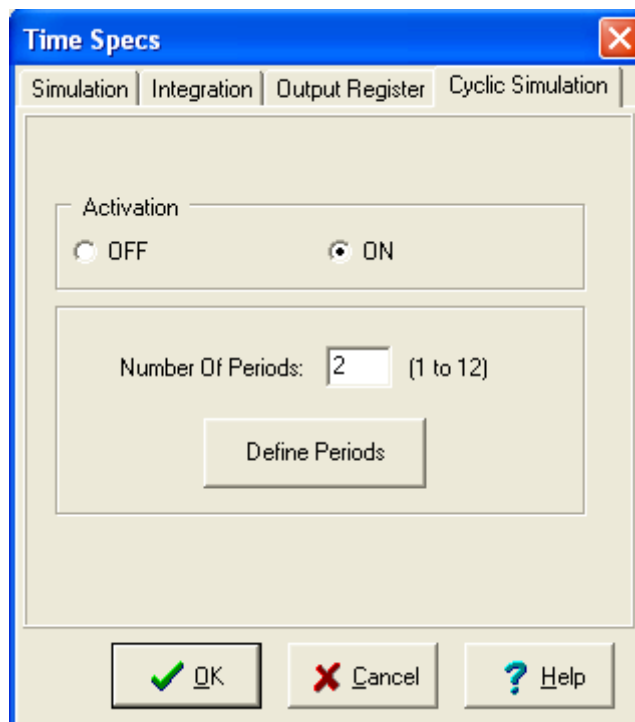 Time Specs
Simulation Integration Output Register Cyclic Simulation
Activation
OFF ON
Number Of Periods: 2 (1 to 12)
Define Periods
OK Cancel Help